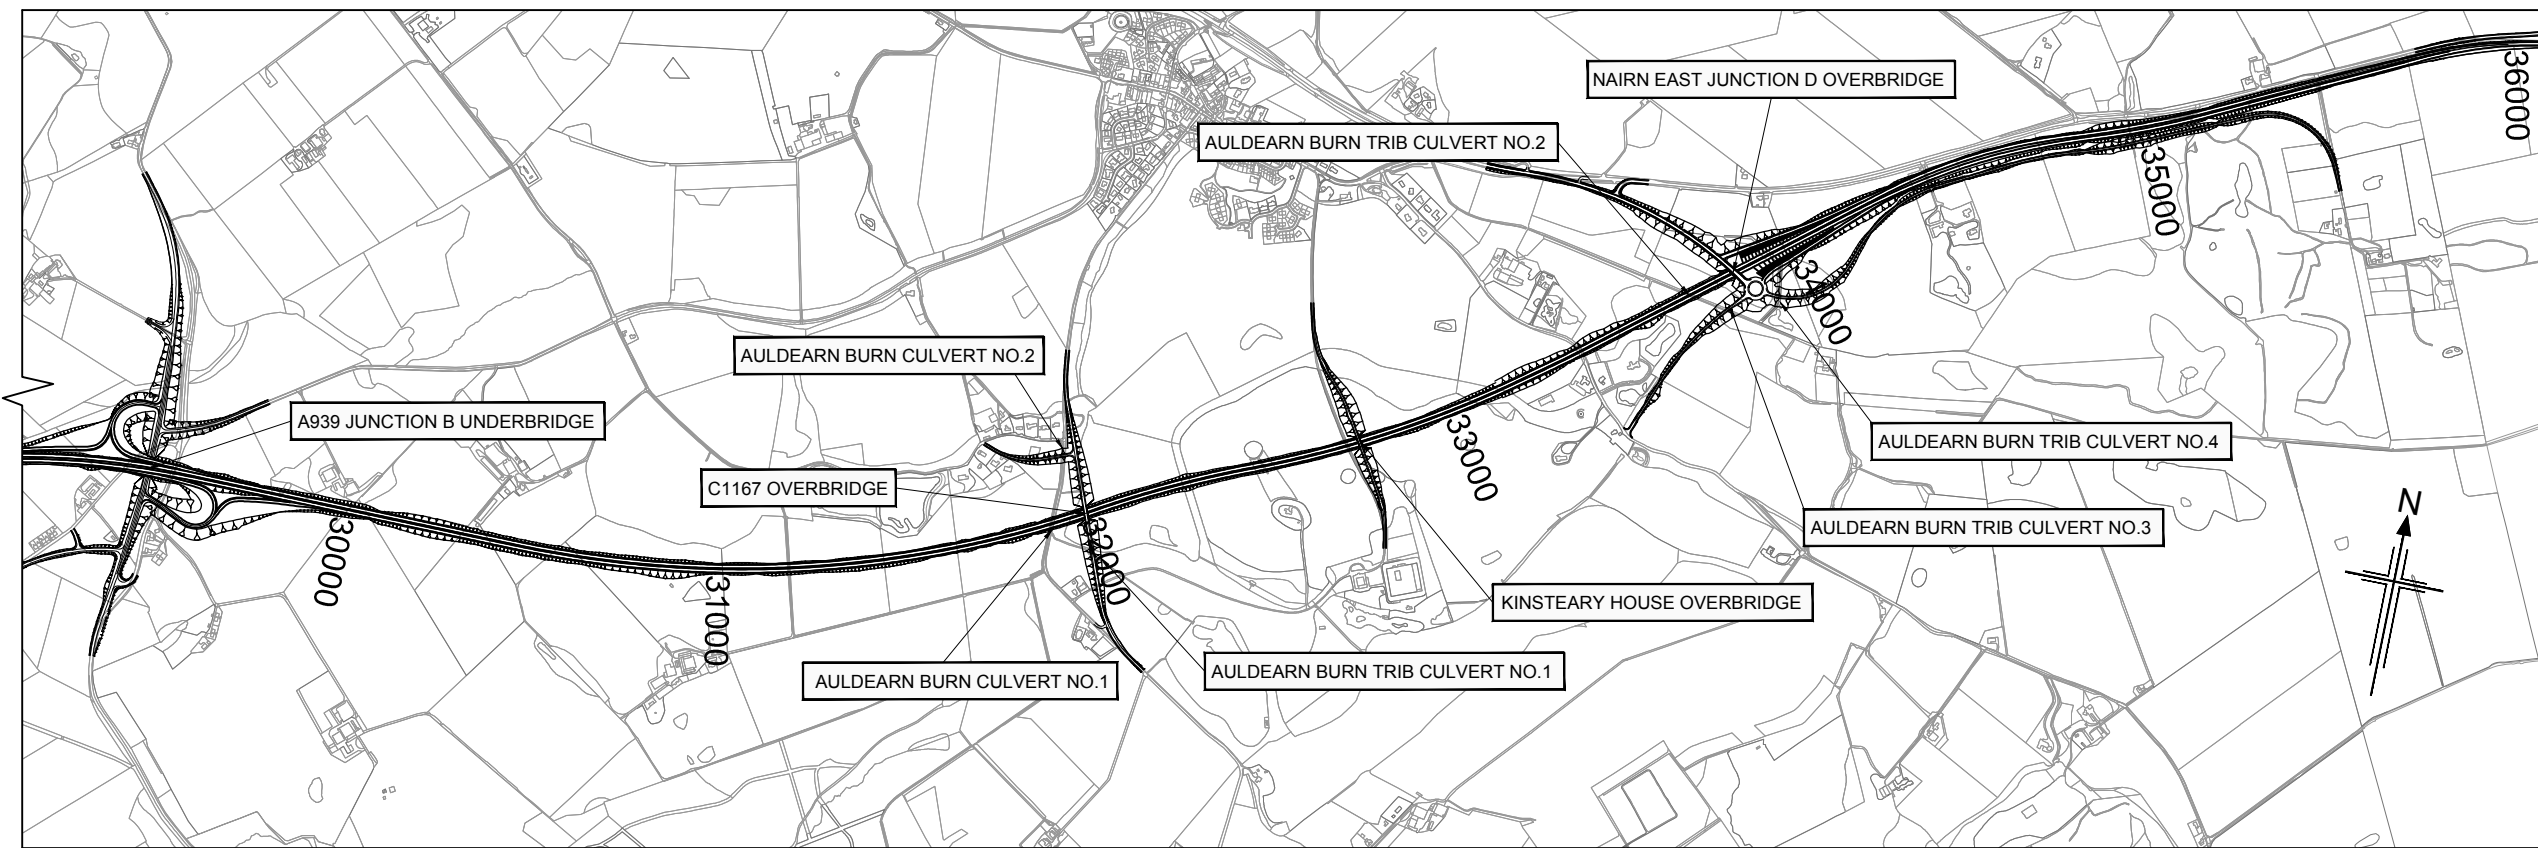 NAIRN EAST JUNCTION D OVERBRIDGE
36000
AULDEARN BURN TRIB CULVERT NO.2
35000
34000
AULDEARN BURN CULVERT NO.2
A939 JUNCTION B UNDERBRIDGE
33000
AULDEARN BURN TRIB CULVERT NO.4
C1167 OVERBRIDGE
N
30000
32000
AULDEARN BURN TRIB CULVERT NO.3
31000
KINSTEARY HOUSE OVERBRIDGE
AULDEARN BURN TRIB CULVERT NO.1
AULDEARN BURN CULVERT NO.1